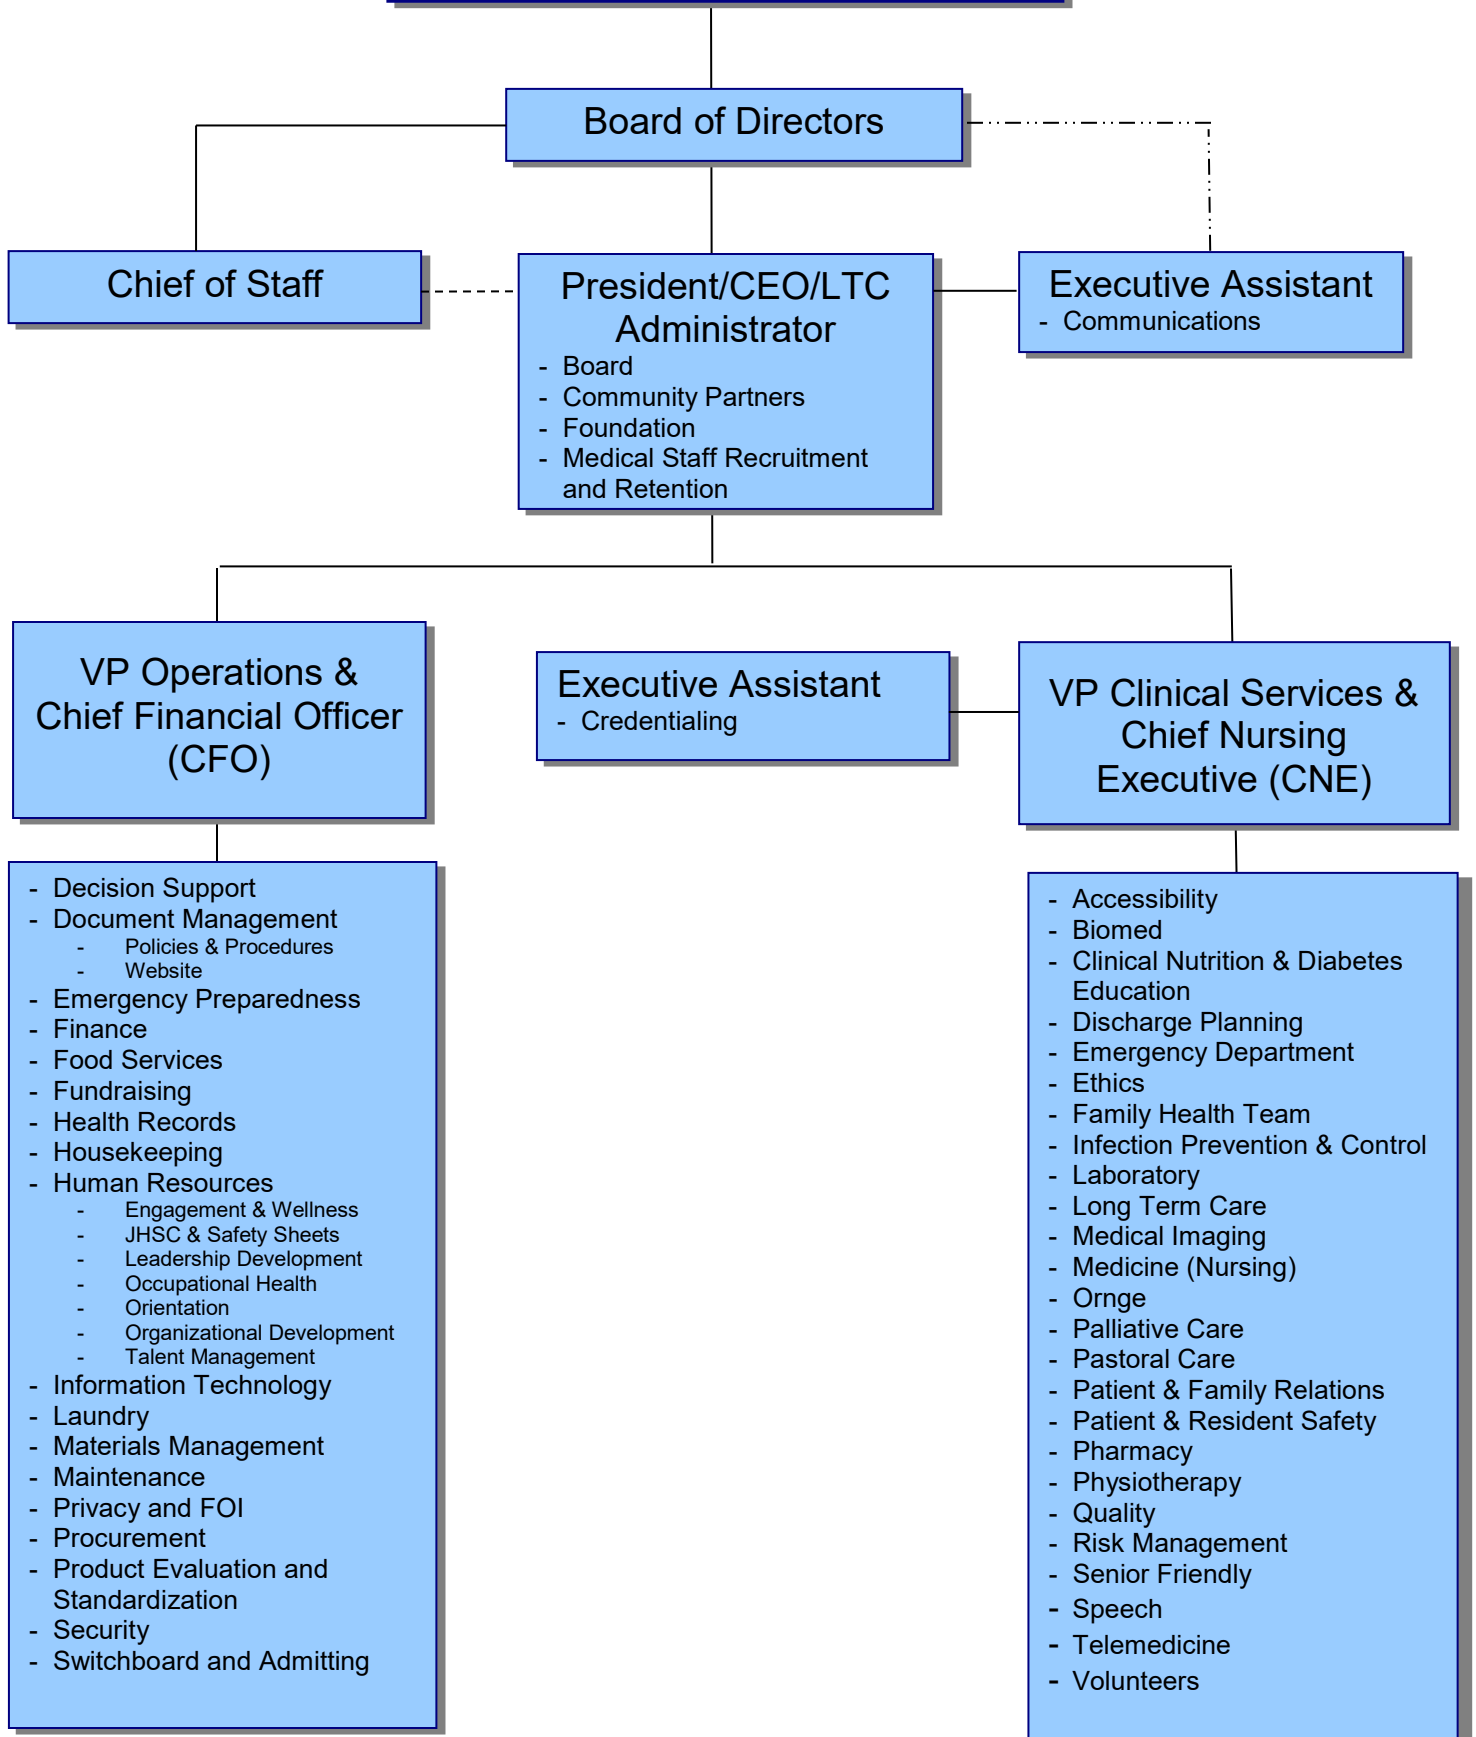 Board of Directors
Chief of Staff
President/CEO/LTC
Administrator
- Board
- Community Partners
- Foundation
- Medical Staff Recruitment
and Retention
Executive Assistant
- Communications
VP Operations &
Chief Financial Officer
(CFO)
Executive Assistant
- Credentialing
VP Clinical Services &
Chief Nursing
Executive (CNE)
- Decision Support
- Document Management
- Policies & Procedures
- Website
- Emergency Preparedness
- Finance
- Food Services
- Fundraising
- Health Records
- Housekeeping
- Human Resources
- Engagement & Wellness
- JHSC & Safety Sheets
- Leadership Development
- Occupational Health
- Orientation
- Organizational Development
- Talent Management
- Information Technology
- Laundry
- Materials Management
- Maintenance
- Privacy and FOI
- Procurement
- Product Evaluation and
Standardization
- Security
- Switchboard and Admitting
- Accessibility
- Biomed
- Clinical Nutrition & Diabetes
Education
- Discharge Planning
- Emergency Department
- Ethics
- Family Health Team
- Infection Prevention & Control
- Laboratory
- Long Term Care
- Medical Imaging
- Medicine (Nursing)
- Ornge
- Palliative Care
- Pastoral Care
- Patient & Family Relations
- Patient & Resident Safety
- Pharmacy
- Physiotherapy
- Quality
- Risk Management
- Senior Friendly
- Speech
- Telemedicine
- Volunteers